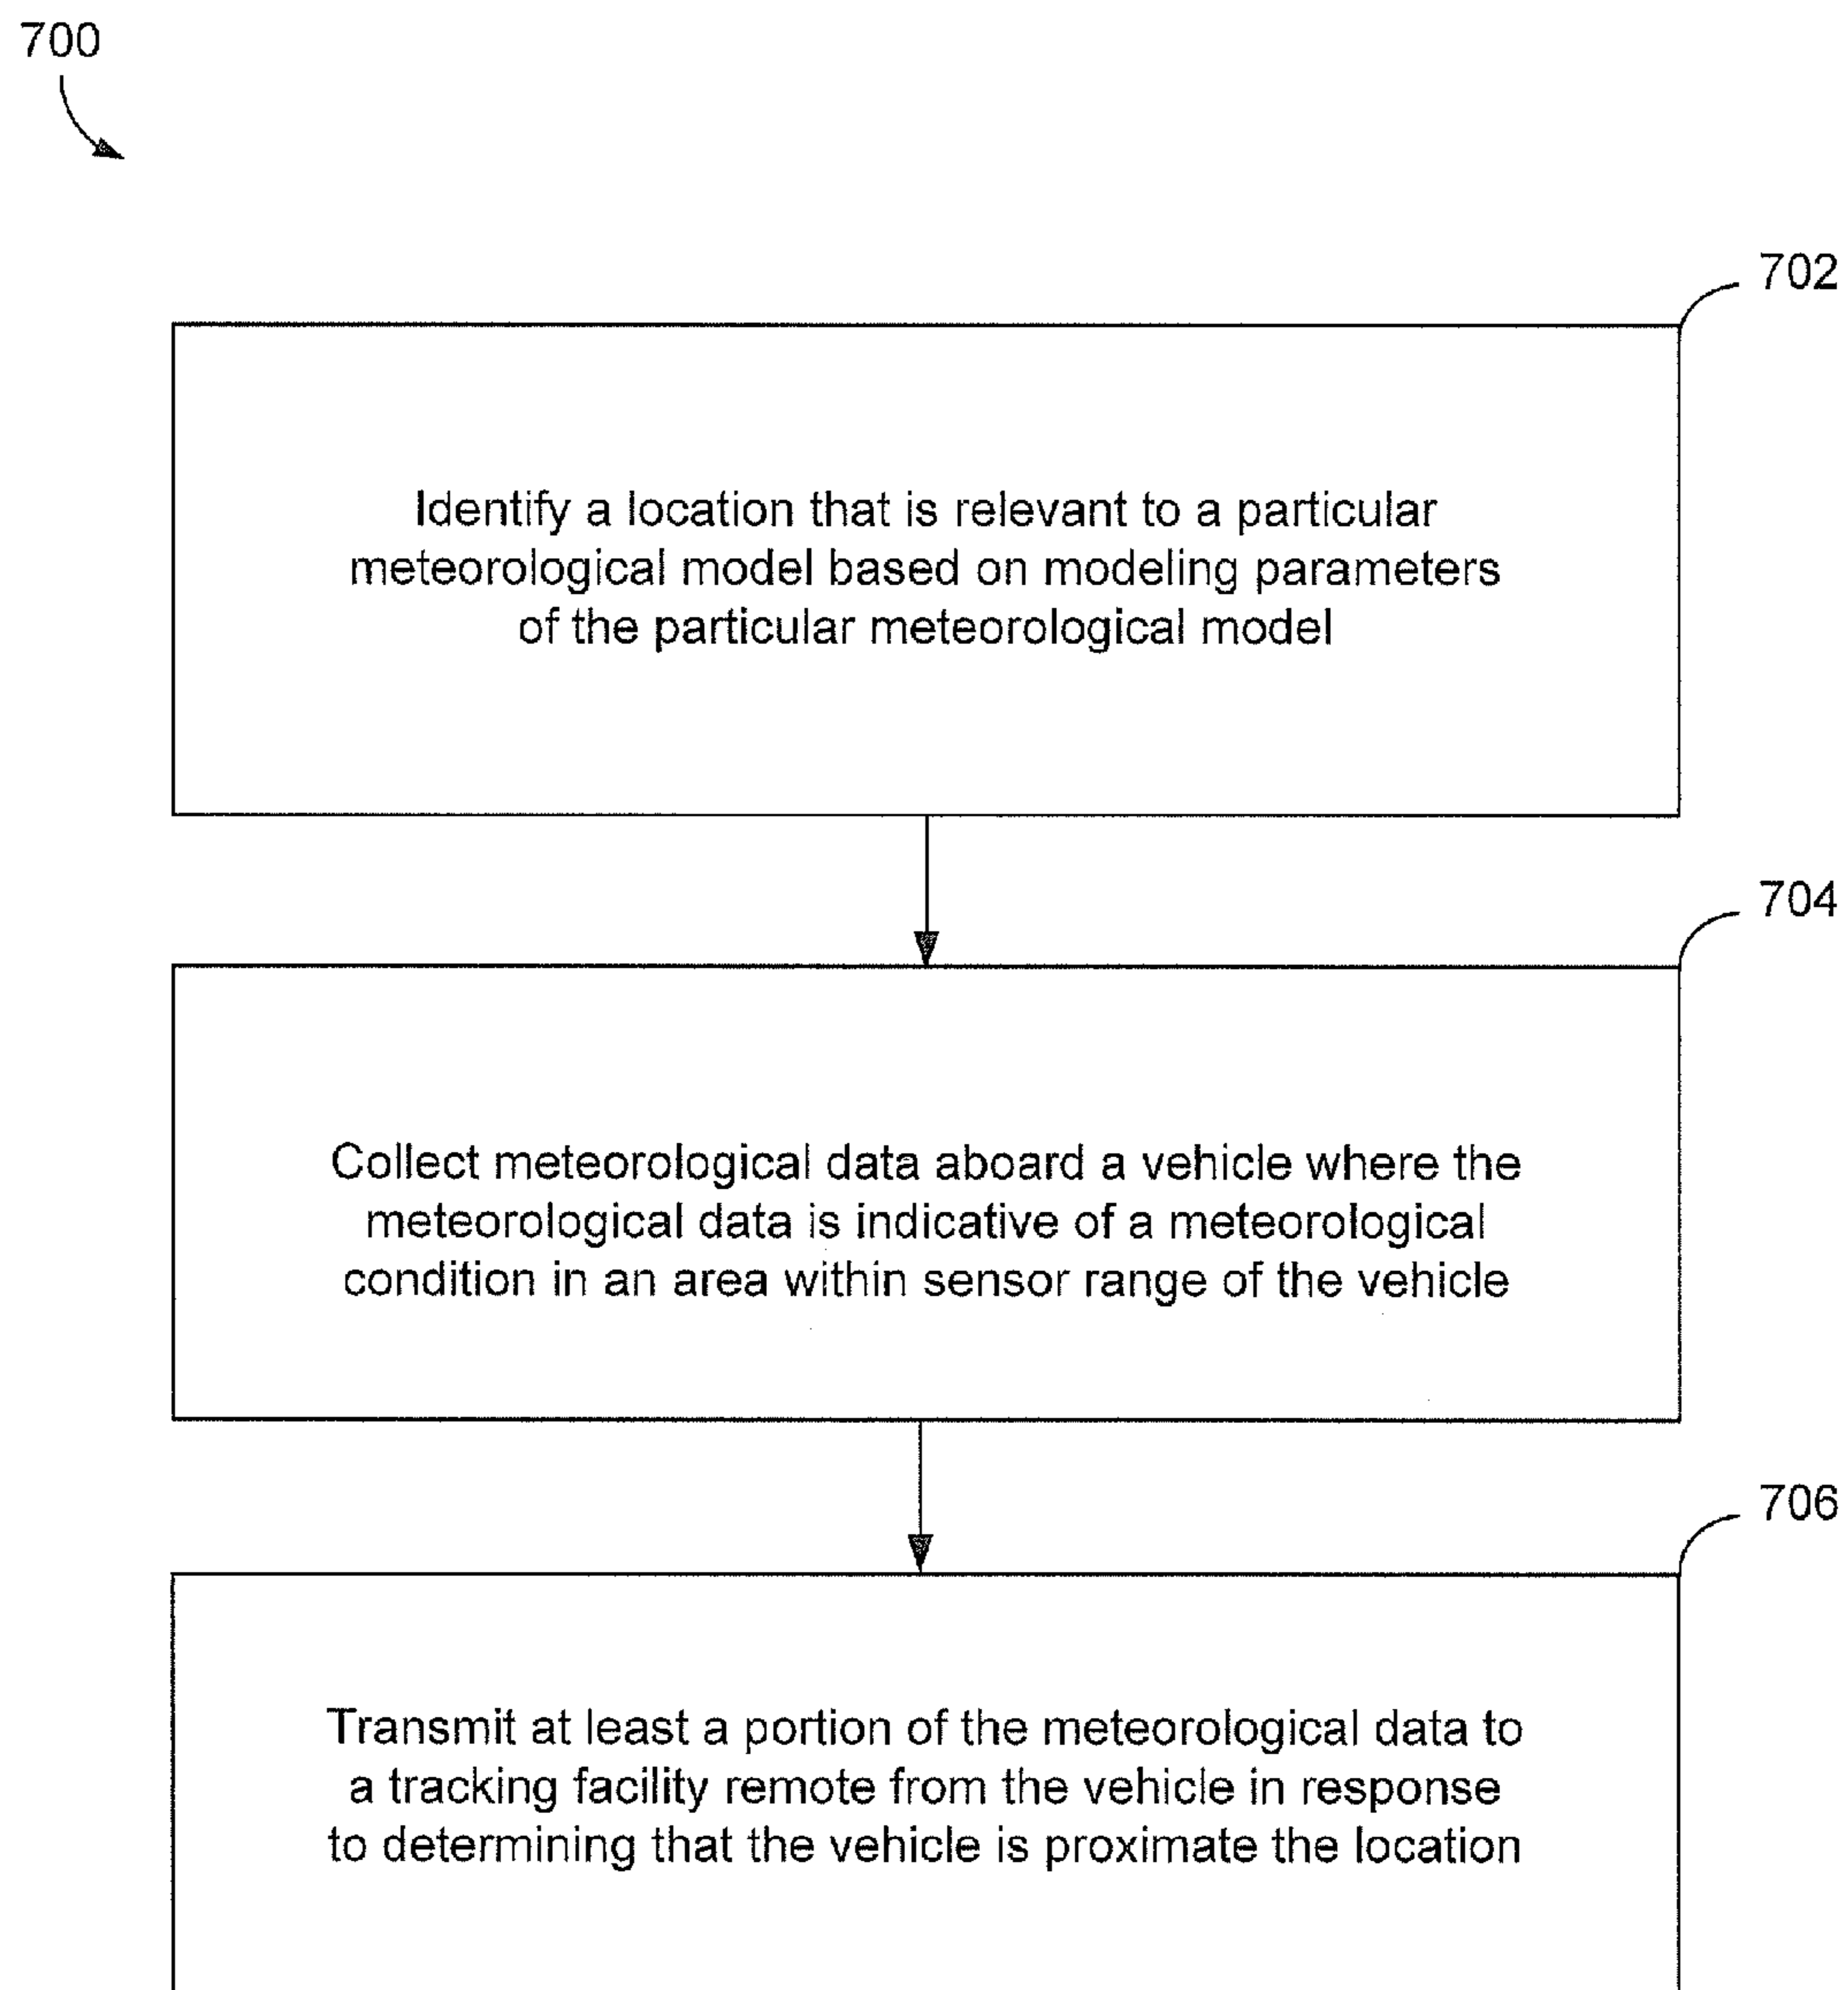 700
702
Identify a location that is relevant to a particular
meteorological model based on modeling parameters
of the particular meteorological model
704
Collect meteorological data aboard a vehicle where the
meteorological data is indicative of a meteorological
condition in an area within sensor range of the vehicle
706
Transmit at least a portion of the meteorological data to
a tracking facility remote from the vehicle in response
to determining that the vehicle is proximate the location